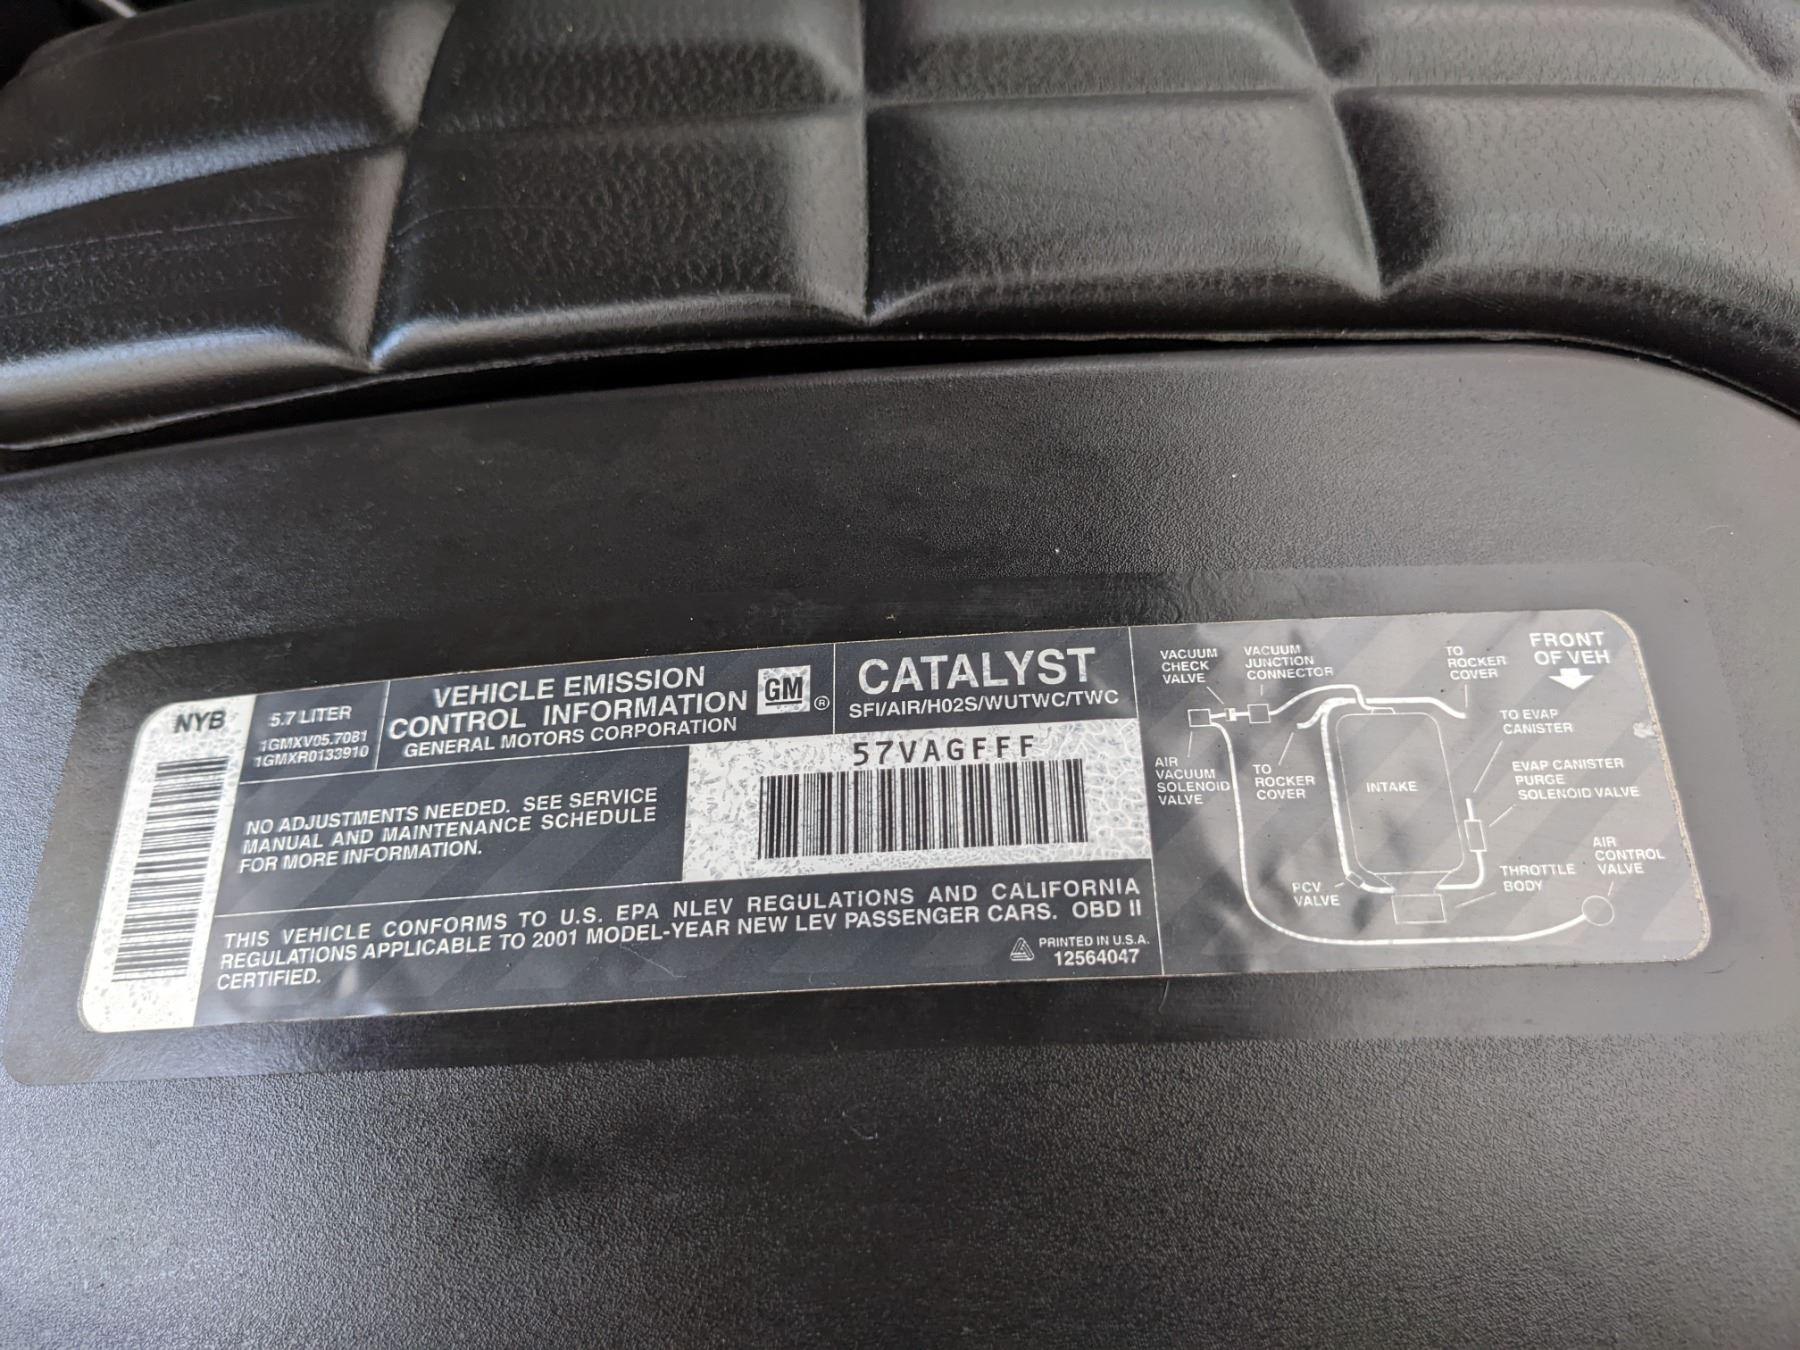 NYB
5.7 LITER
1GMXV05.7081
1GMXR0133910
VEHICLE EMISSION
CONTROL INFORMATION
GENERAL MOTORS CORPORATION
GM
®
CATALYST
SFI/AIR/H02S/WUTWC/TWC
57VAGFFF
NO ADJUSTMENTS NEEDED. SEE SERVICE
MANUAL AND MAINTENANCE SCHEDULE
FOR MORE INFORMATION.
THIS VEHICLE CONFORMS TO U.S. EPA NLEV REGULATIONS AND CALIFORNIA
REGULATIONS APPLICABLE TO 2001 MODEL-YEAR NEW LEV PASSENGER CARS. OBD II
CERTIFIED.
PRINTED IN U.S.A.
12564047
VACUUM
CHECK
VALVE
VACUUM
JUNCTION
CONNECTOR
TO
ROCKER
COVER
FRONT
OF VEH
TO EVAP
CANISTER
AIR
VACUUM
SOLENOID
VALVE
TO
ROCKER
COVER
INTAKE
EVAP CANISTER
PURGE
SOLENOID VALVE
AIR
CONTROL
VALVE
PCV
VALVE
THROTTLE
BODY